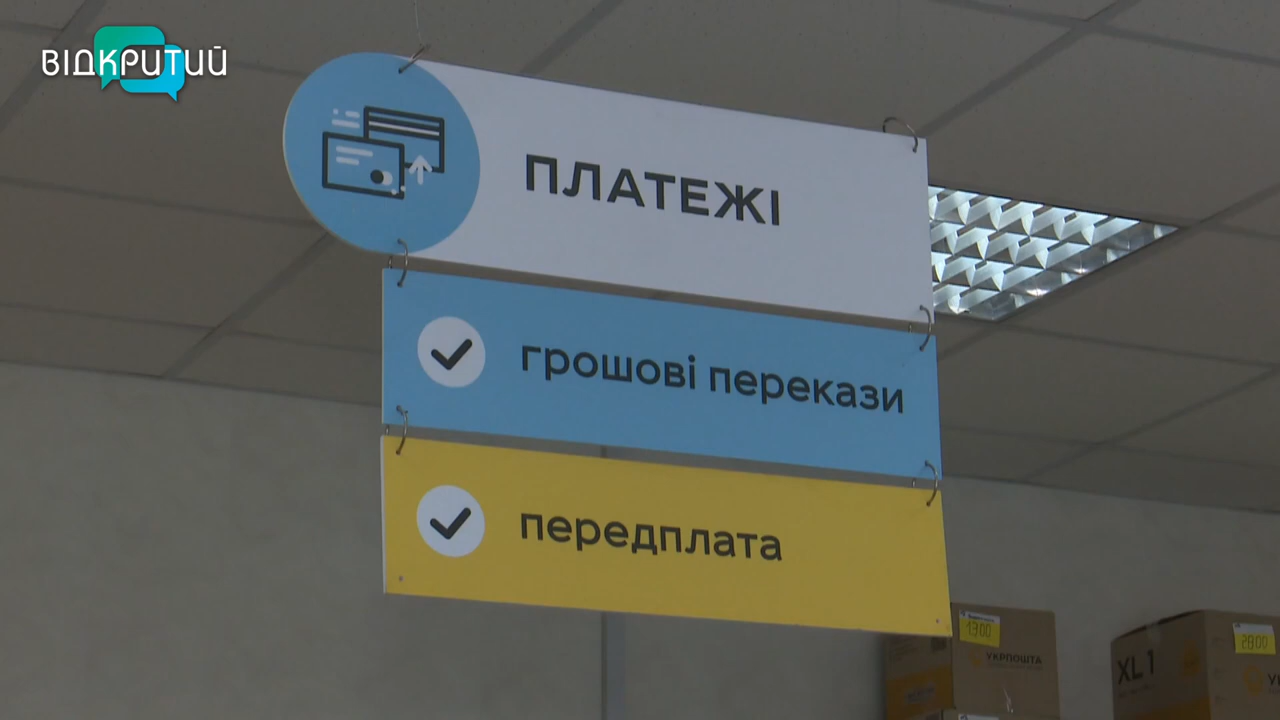 ВІДКРИТИЙ
ПЛАТЕЖІ
грошові перекази
передплата
13.00
УКРПОШТА
XL 1
28.00